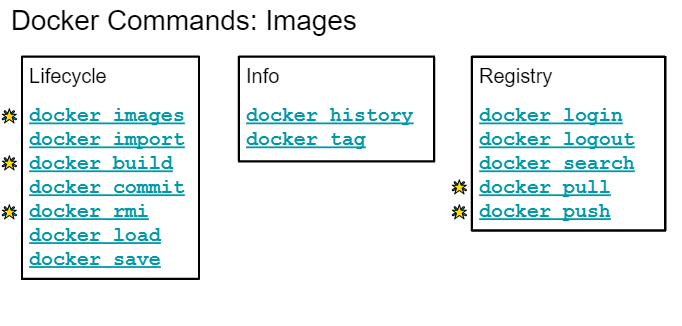 Docker Commands: Images
Lifecycle
docker images
docker import
docker build
docker commit
docker rmi
docker load
docker save
Info
docker history
docker tag
Registry
docker login
docker logout
docker search
docker pull
docker push